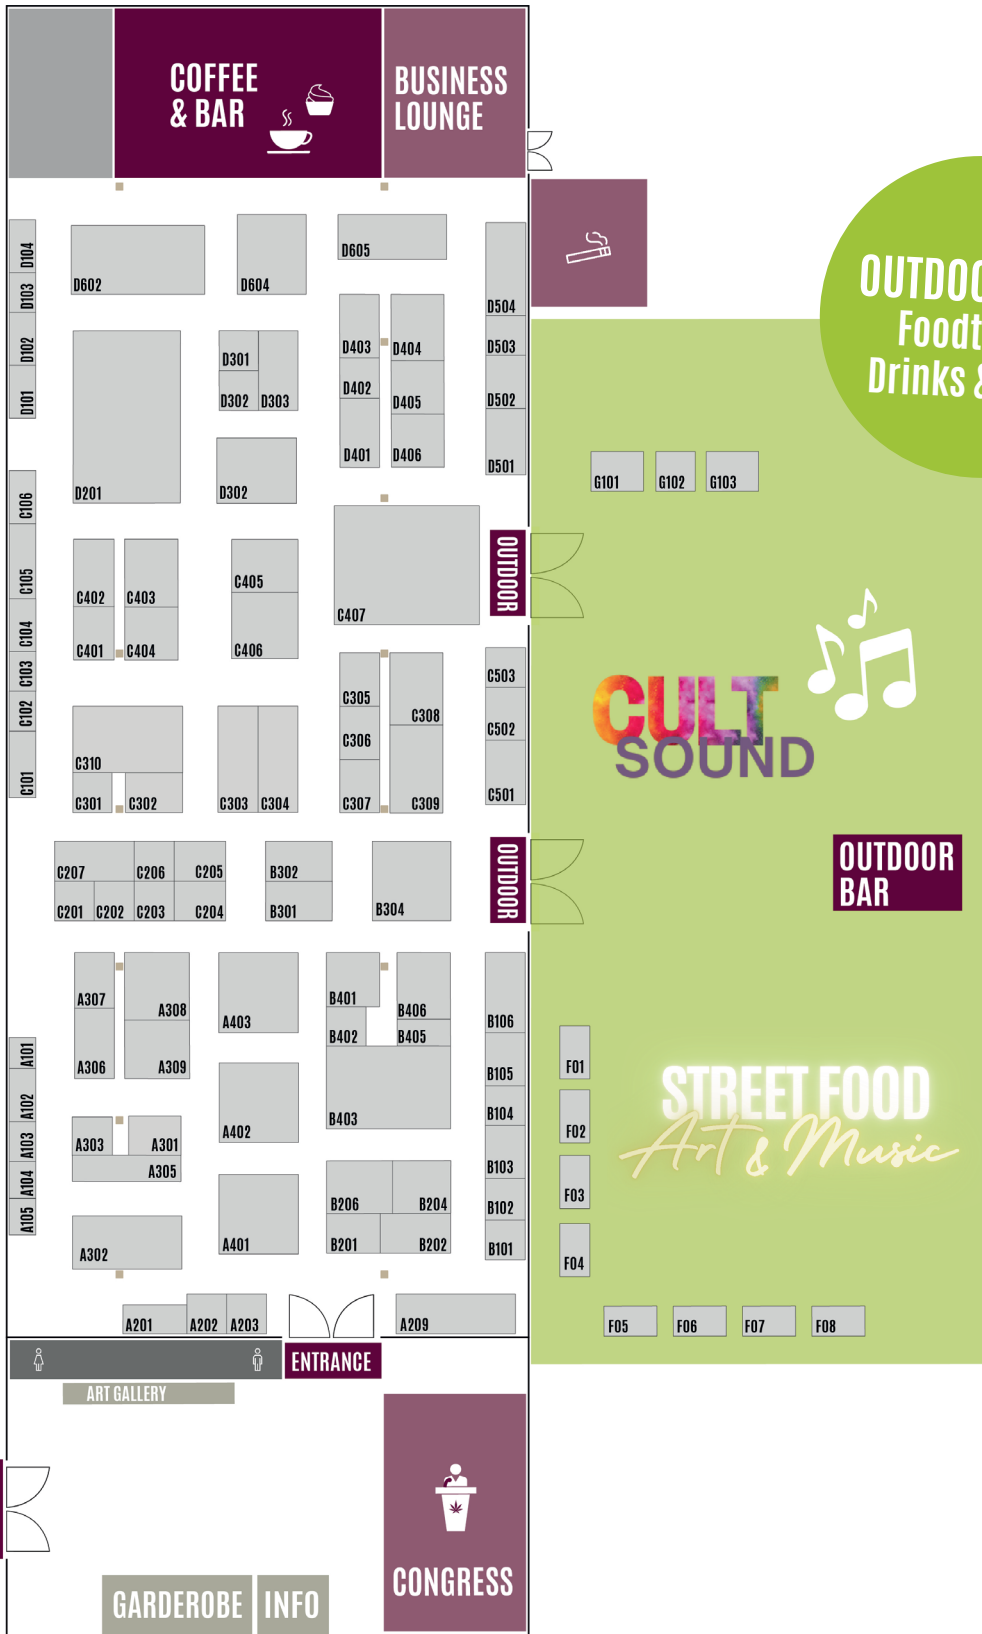 COFFEE
& BAR
BUSINESS
LOUNGE
D104
D103
D102
D101
D602
D604
D605
D504
D503
D502
D501
D301
D302
D303
D403
D404
D402
D405
D401
D406
D201
D302
OUTDOO
Foodt
Drinks &
G101
G102
G103
C106
C105
C104
C103
C102
C101
C402
C403
C401
C404
C405
C406
C407
OUTDOOR
C305
C308
C306
C307
C309
C503
C502
C501
C310
C301
C302
C303
C304
CULT
SOUND
C207
C206
C205
C201
C202
C203
C204
B302
B301
B304
OUTDOOR
OUTDOOR
BAR
A307
A308
A306
A309
A403
B401
B406
B402
B405
B403
B106
B105
B104
B103
B102
B101
A101
A102
A103
A104
A105
A303
A301
A305
A402
A302
A401
B206
B204
B201
B202
F01
F02
F03
F04
STREET FOOD
Art & Music
F05
F06
F07
F08
A201
A202
A203
A209
ENTRANCE
ART GALLERY
CONGRESS
GARDEROBE
INFO